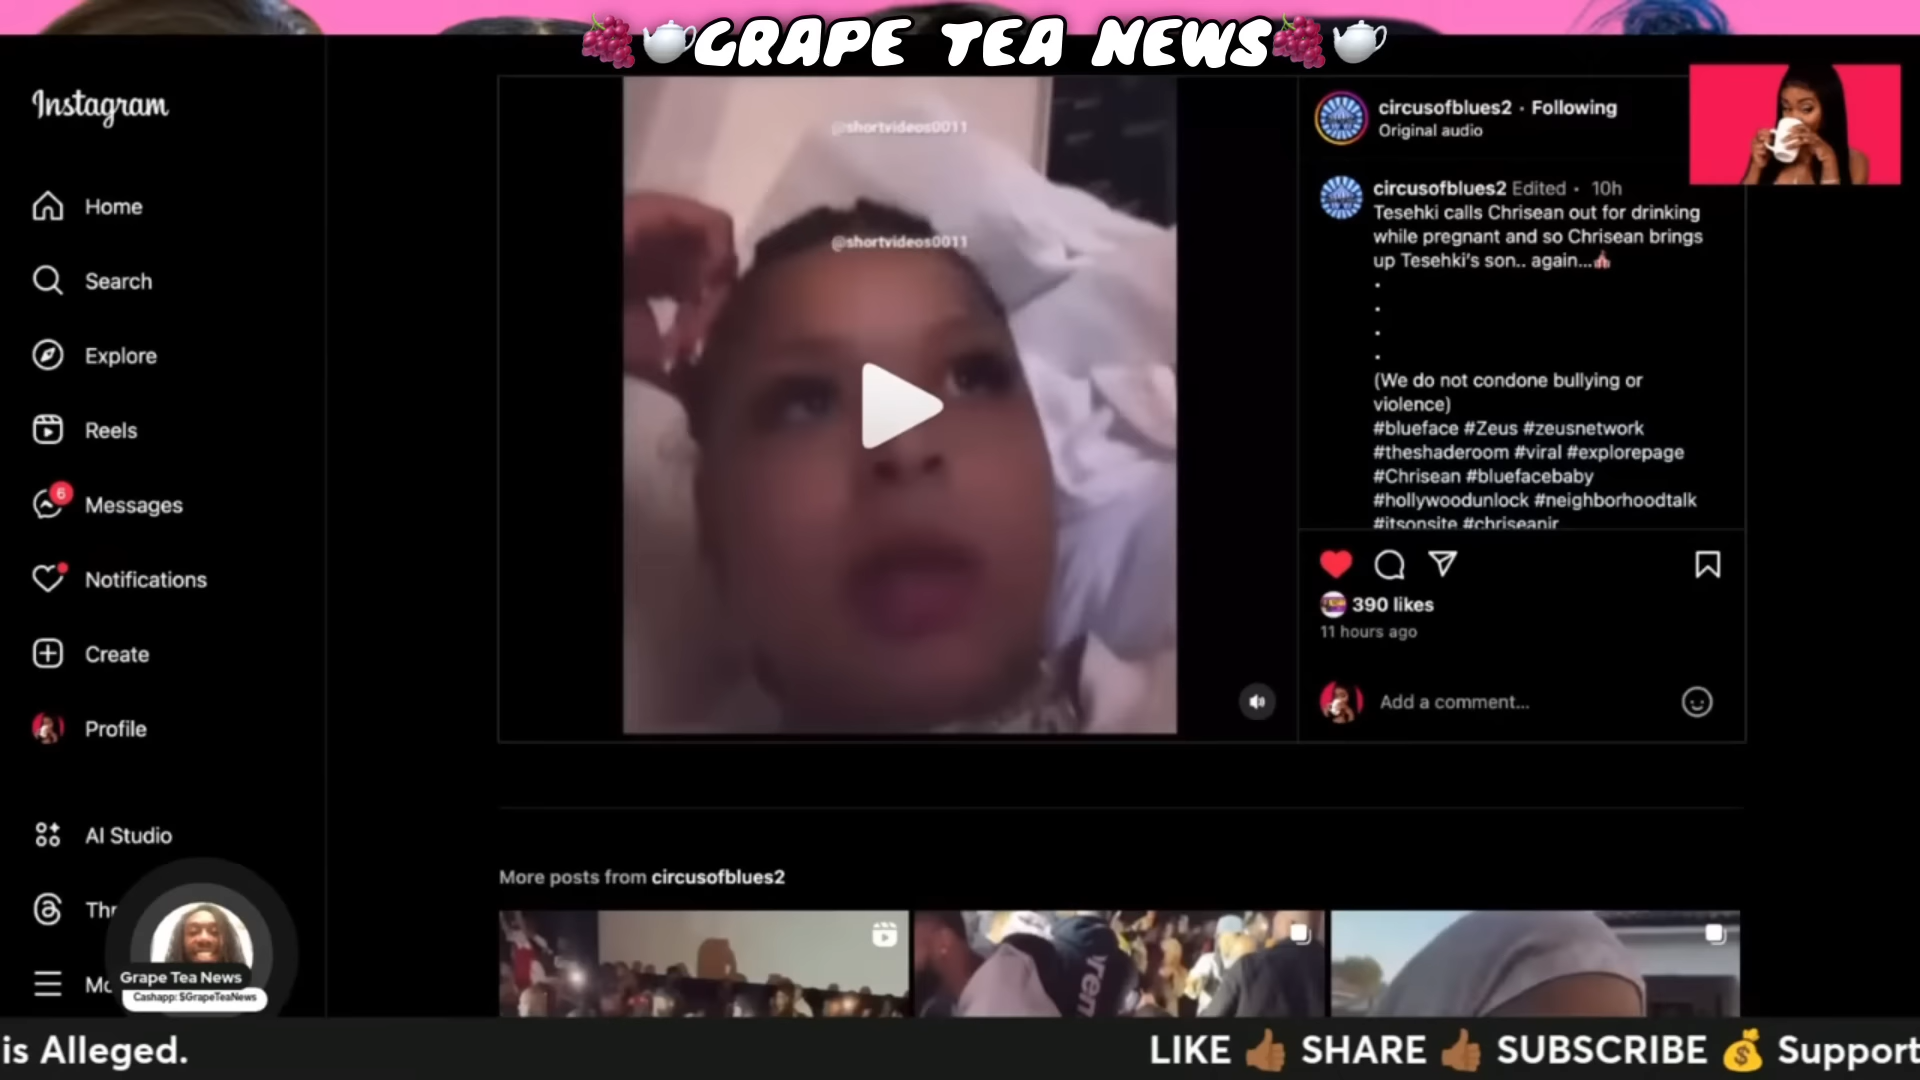 GRAPE TEA NEWS
Instagram
Home
Search
Explore
Reels
6
Messages
Notifications
Create
Profile
AI Studio
Grape Tea News
Cashapp: $GrapeTeaNews
@shortvideos0011
@shortvideos0011
circusofblues2 · Following
Original audio
circusofblues2 Edited · 10h
Tesehki calls Chrisean out for drinking
while pregnant and so Chrisean brings
up Tesehki's son.. again...
.
.
.
.
(We do not condone bullying or
violence)
#blueface #Zeus #zeusnetwork
#theshaderoom #viral #explorepage
#Chrisean #bluefacebaby
#hollywoodunlock #neighborhoodtalk
#itsonsite #chriseanjr
390 likes
11 hours ago
Add a comment...
More posts from circusofblues2
is Alleged.
LIKE 👍🏾 SHARE 👍🏾 SUBSCRIBE 💰 Support